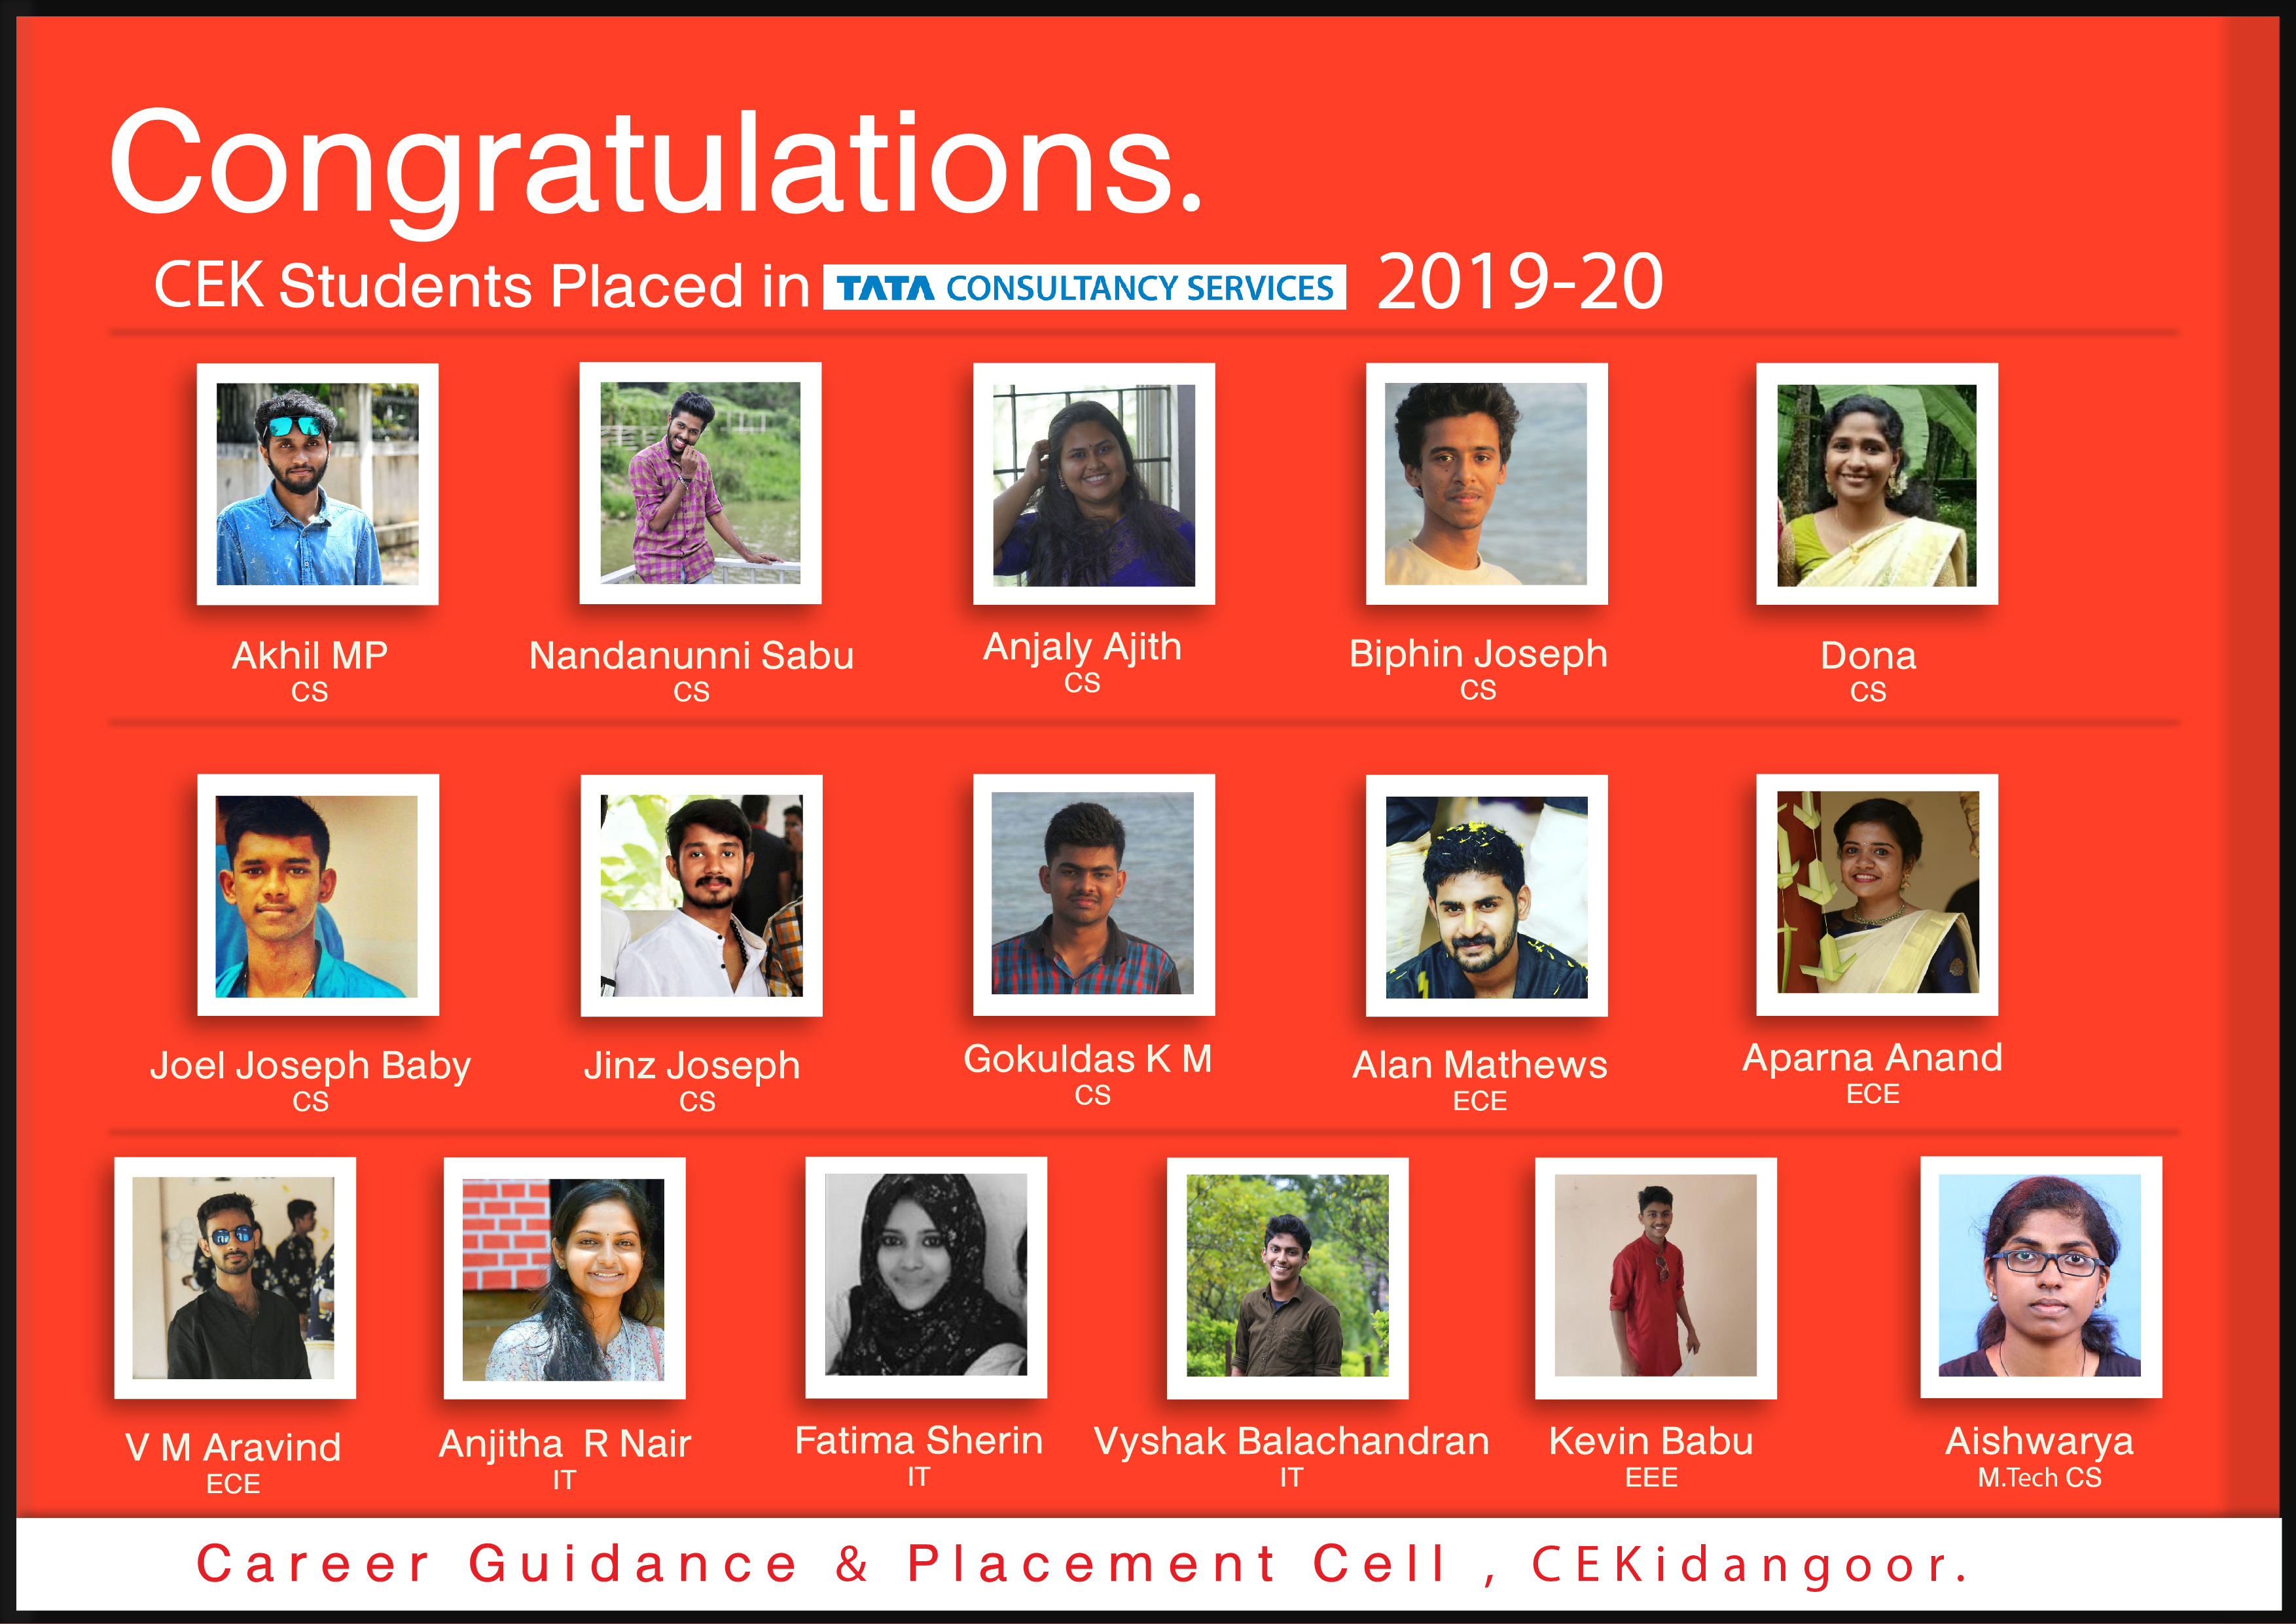 Congratulations.
CEK Students Placed in TATA CONSULTANCY SERVICES 2019-20
Akhil MP
CS
Nandanunni Sabu
CS
Anjaly Ajith
CS
Biphin Joseph
CS
Dona
CS
Joel Joseph Baby
CS
Jinz Joseph
CS
Gokuldas K M
CS
Alan Mathews
ECE
Aparna Anand
ECE
V M Aravind
ECE
Anjitha R Nair
IT
Fatima Sherin
IT
Vyshak Balachandran
IT
Kevin Babu
EEE
Aishwarya
M.Tech CS
Career Guidance & Placement Cell , CEKidangoor.